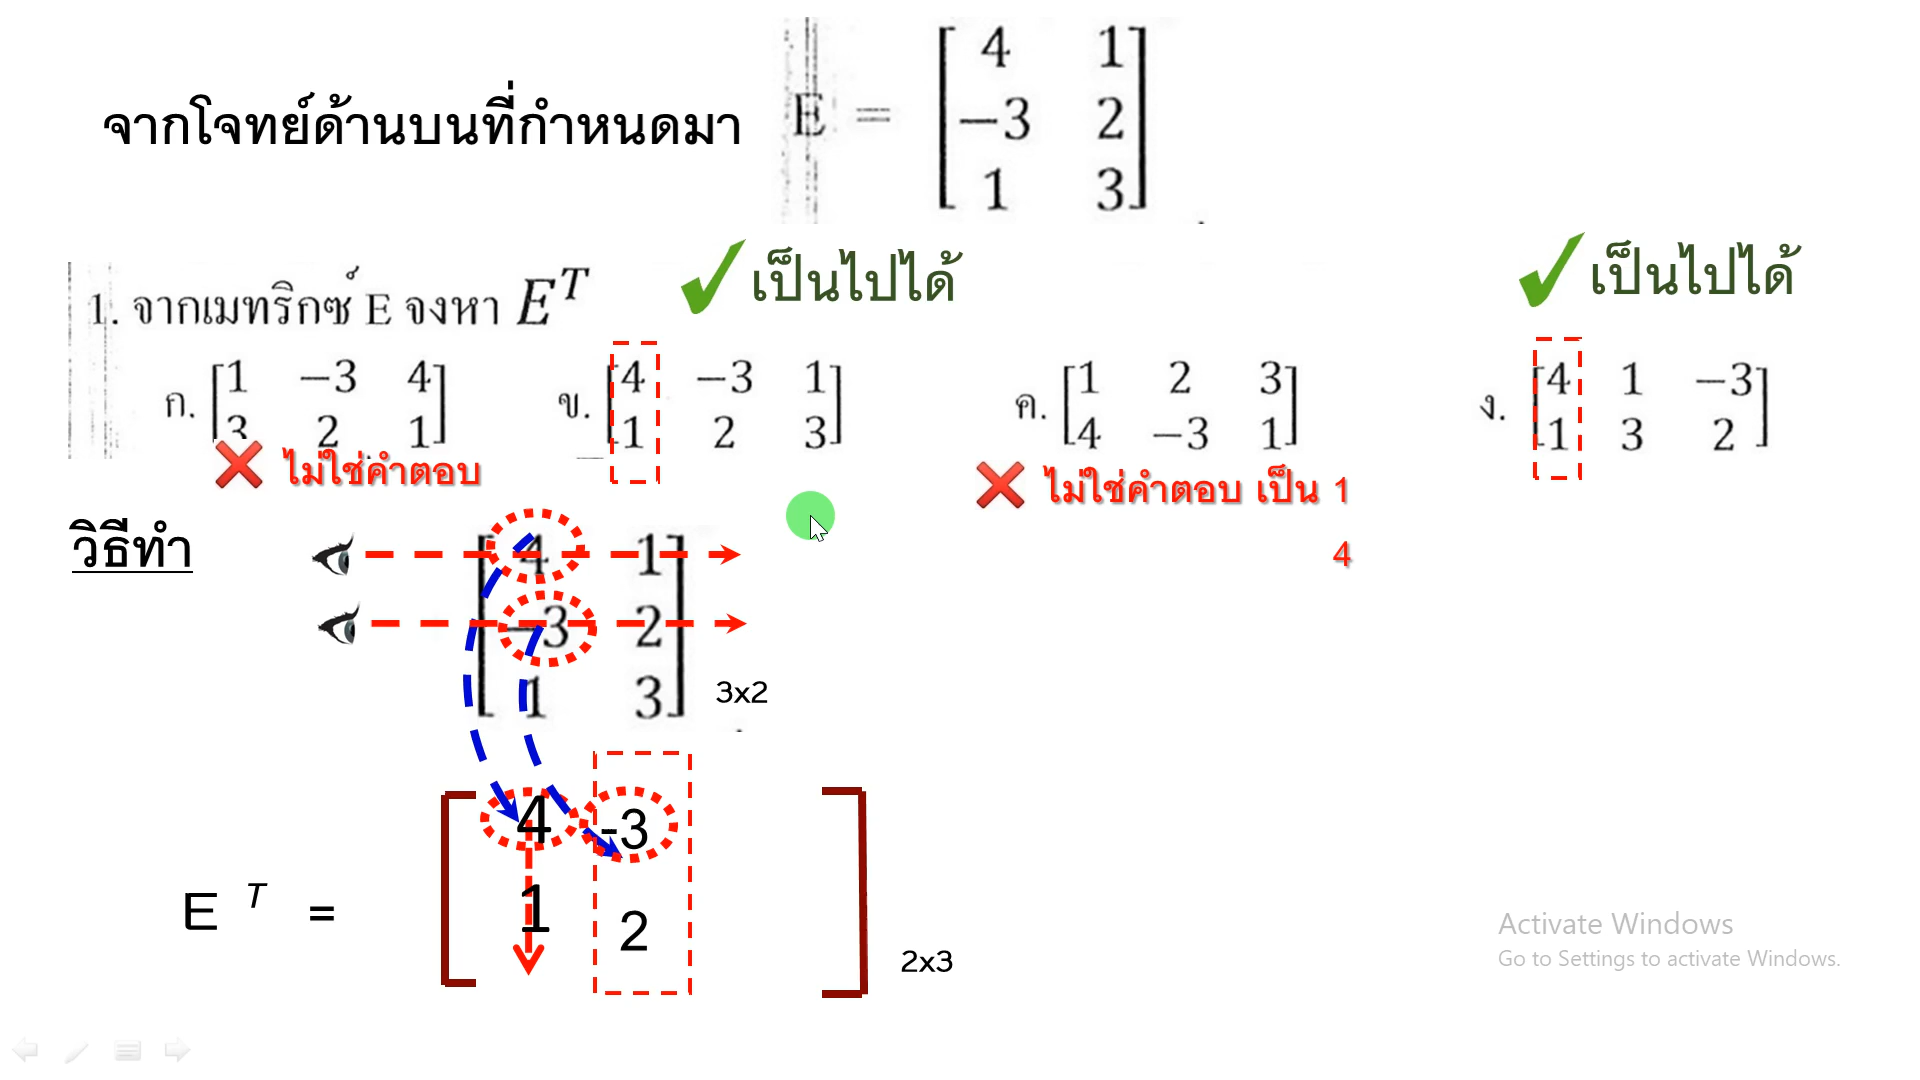 จากโจทย์ด้านบนที่กำหนดมา
E = [ 4 1
-3 2
1 3 ]
✓ เป็นไปได้
✓ เป็นไปได้
1. จากเมทริกซ์ E จงหา E^T
ก. [ 1 -3 4
3 2 1 ]
ข. [ 4 -3 1
1 2 3 ]
ค. [ 1 2 3
4 -3 1 ]
ง. [ 4 1 -3
1 3 2 ]
❌ ไม่ใช่คำตอบ
❌ ไม่ใช่คำตอบ เป็น 1
4
วิธีทำ
[ 4 1
-3 2
1 3 ] 3x2
E T = [ 4 -3
1 2 ] 2x3
Activate Windows
Go to Settings to activate Windows.